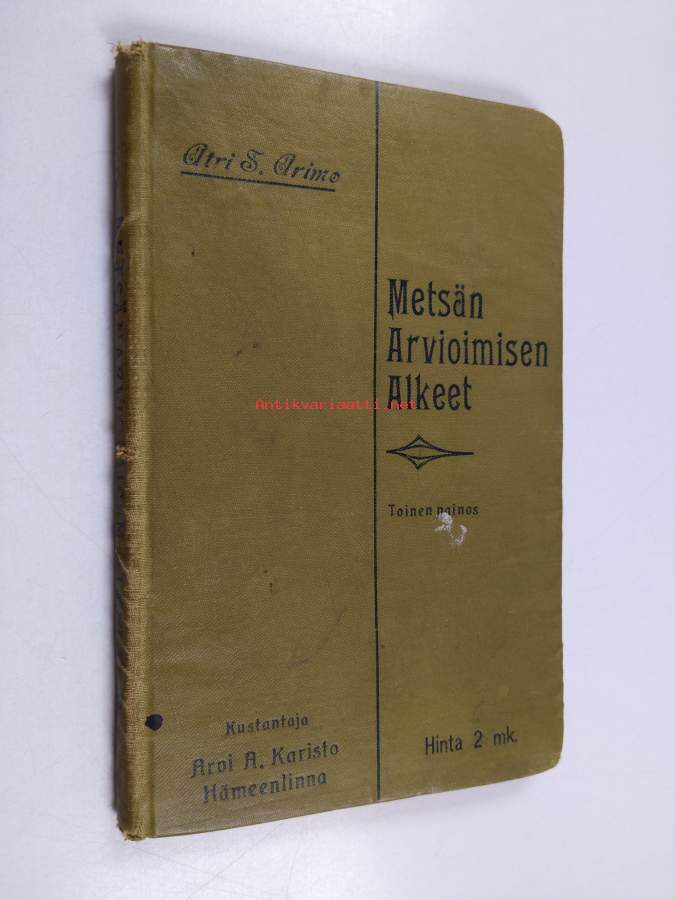 Atri S. Arimo
Metsän
Arvioimisen
Alkeet
Antikvariaatti.net
Toinen painos
Kustantaja
Arvi A. Karisto
Hämeenlinna
Hinta 2 mk.